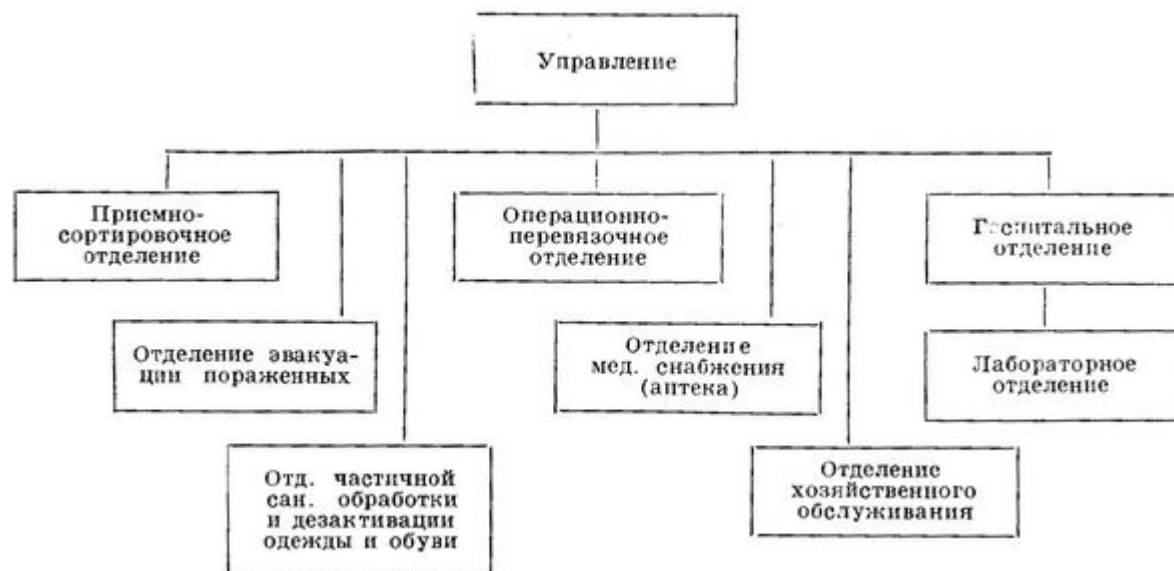 Управление
Приемно-
сортировочное
отделение
Операционно-
перевязочное
отделение
Госпитальное
отделение
Отделение эвакуа-
ции пораженных
Отделение
мед. снабжения
(аптека)
Лабораторное
отделение
Отд. частичной
сан. обработки
и дезактивации
одежды и обуви
Отделение
хозяйственного
обслуживания